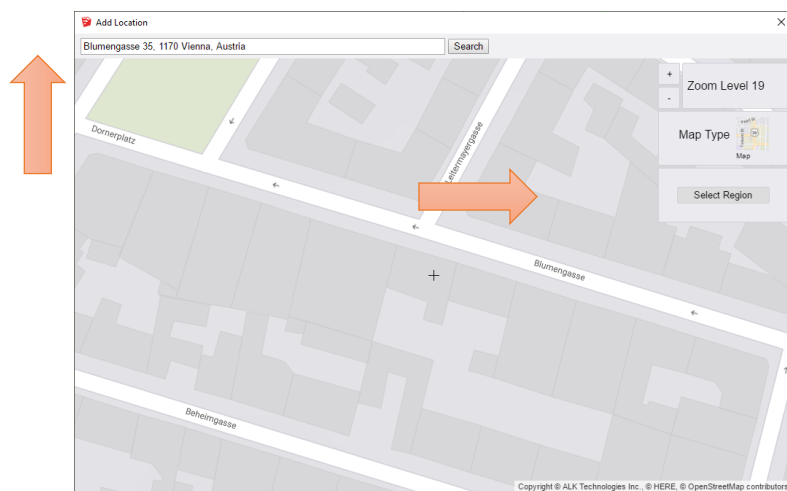 Add Location
Blumengasse 35, 1170 Vienna, Austria
Search
+
-
Zoom Level 19
Map Type
Map
Select Region
Dornerplatz
Leitermayergasse
Blumengasse
Beheimgasse
Copyright © ALK Technologies Inc., © HERE, © OpenStreetMap contributors